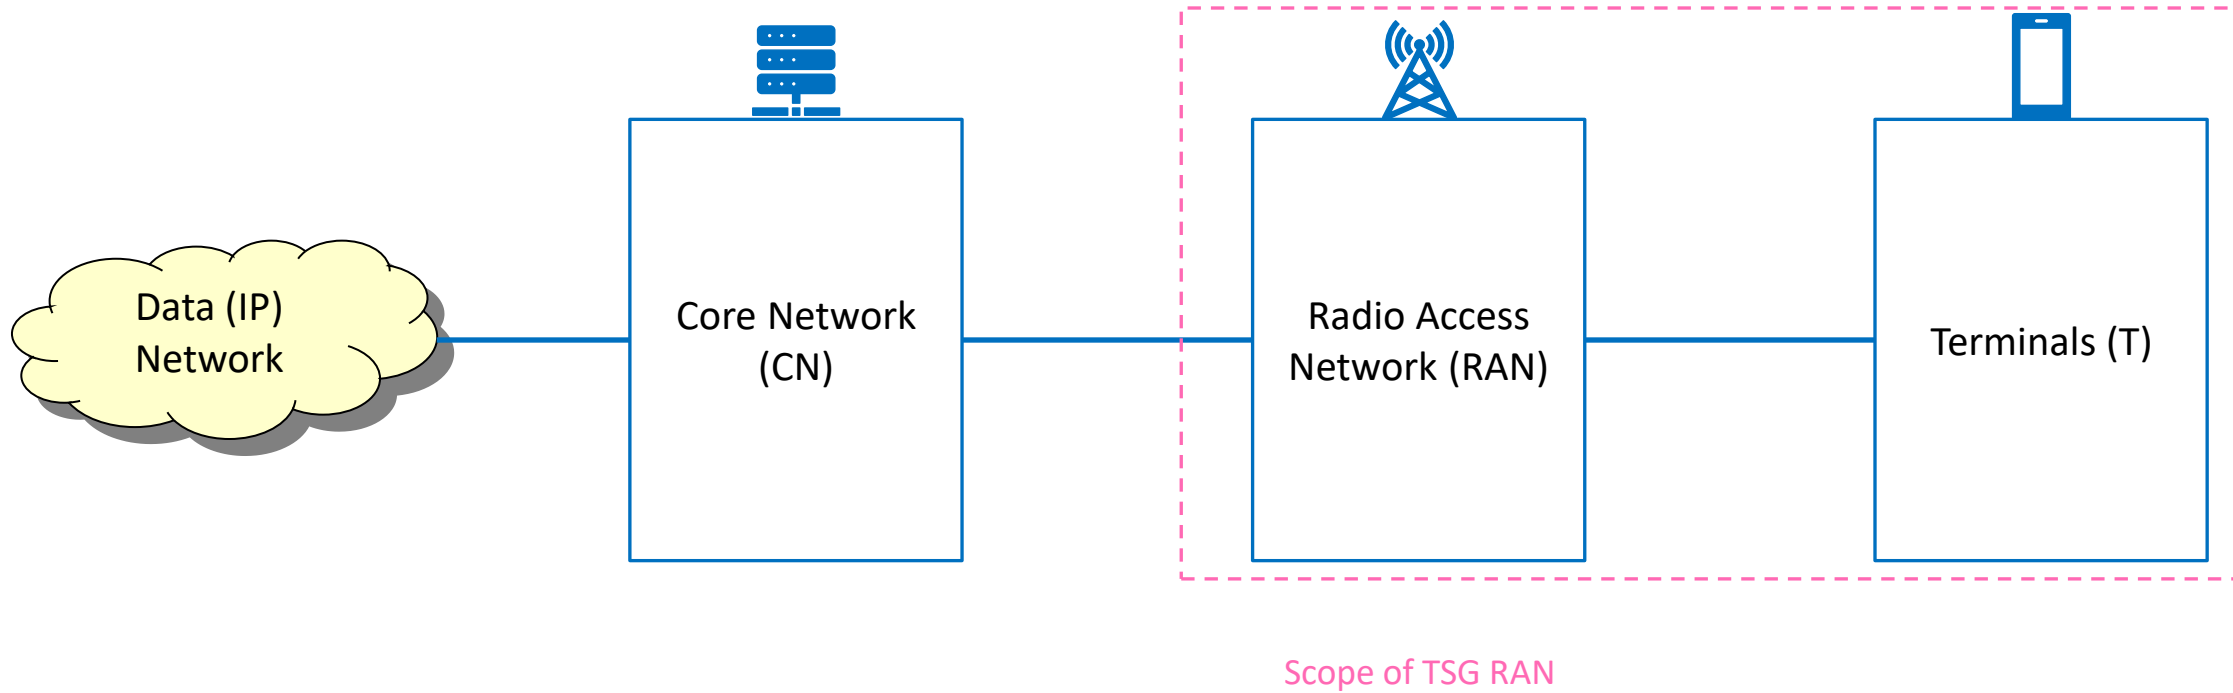 Data (IP)
Network
Core Network
(CN)
Radio Access
Network (RAN)
Terminals (T)
Scope of TSG RAN